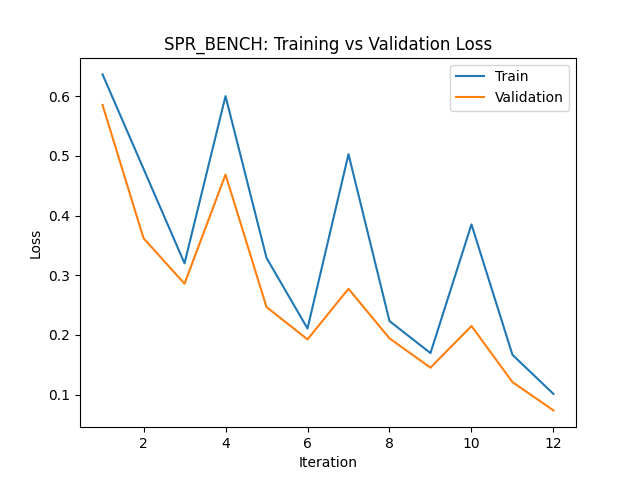 SPR_BENCH: Training vs Validation Loss
Train
Validation
0.6
0.5
0.4
0.3
0.2
0.1
Loss
2 4 6 8 10 12
Iteration